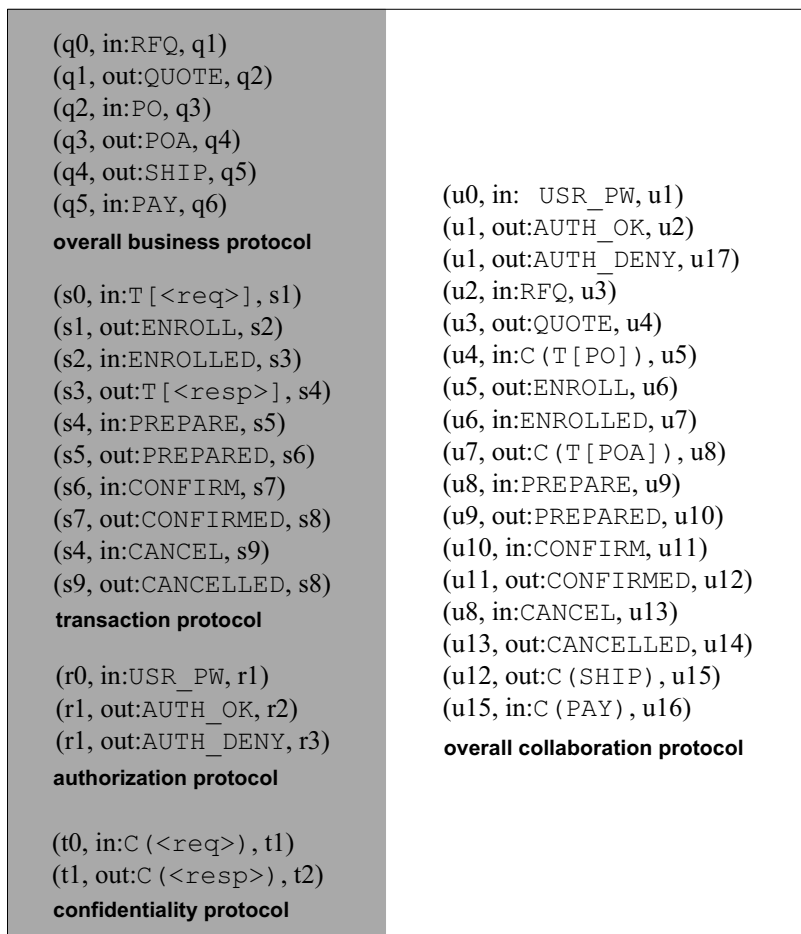 (q0, in:RFQ, q1)
(q1, out:QUOTE, q2)
(q2, in:PO, q3)
(q3, out:POA, q4)
(q4, out:SHIP, q5)
(q5, in:PAY, q6)
overall business protocol
(s0, in:T[<req>], s1)
(s1, out:ENROLL, s2)
(s2, in:ENROLLED, s3)
(s3, out:T[<resp>], s4)
(s4, in:PREPARE, s5)
(s5, out:PREPARED, s6)
(s6, in:CONFIRM, s7)
(s7, out:CONFIRMED, s8)
(s4, in:CANCEL, s9)
(s9, out:CANCELLED, s8)
transaction protocol
(r0, in:USR_PW, r1)
(r1, out:AUTH_OK, r2)
(r1, out:AUTH_DENY, r3)
authorization protocol
(t0, in:C(<req>), t1)
(t1, out:C(<resp>), t2)
confidentiality protocol
(u0, in: USR_PW, u1)
(u1, out:AUTH_OK, u2)
(u1, out:AUTH_DENY, u17)
(u2, in:RFQ, u3)
(u3, out:QUOTE, u4)
(u4, in:C(T[PO]), u5)
(u5, out:ENROLL, u6)
(u6, in:ENROLLED, u7)
(u7, out:C(T[POA]), u8)
(u8, in:PREPARE, u9)
(u9, out:PREPARED, u10)
(u10, in:CONFIRM, u11)
(u11, out:CONFIRMED, u12)
(u8, in:CANCEL, u13)
(u13, out:CANCELLED, u14)
(u12, out:C(SHIP), u15)
(u15, in:C(PAY), u16)
overall collaboration protocol